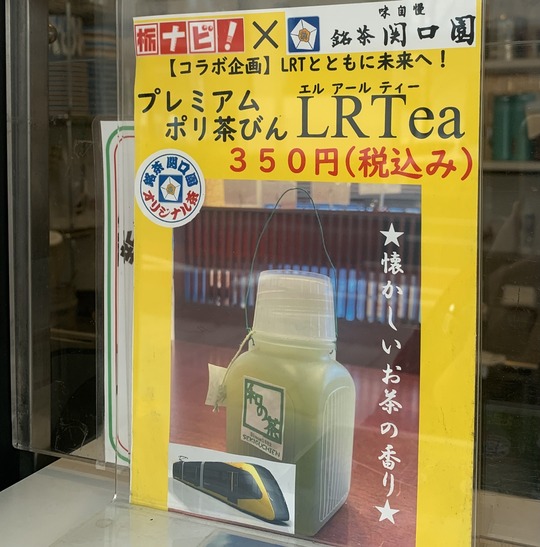 栃ナビ! × 味自慢 銘茶 関口園
【コラボ企画】LRTとともに未来へ!
プレミアム
ポリ茶びん
エル アール ティー
LRTea
350円(税込み)
銘茶 関口園
オリジナル茶
★懐かしいお茶の香り★
和の茶
SEKIGUCHIEN